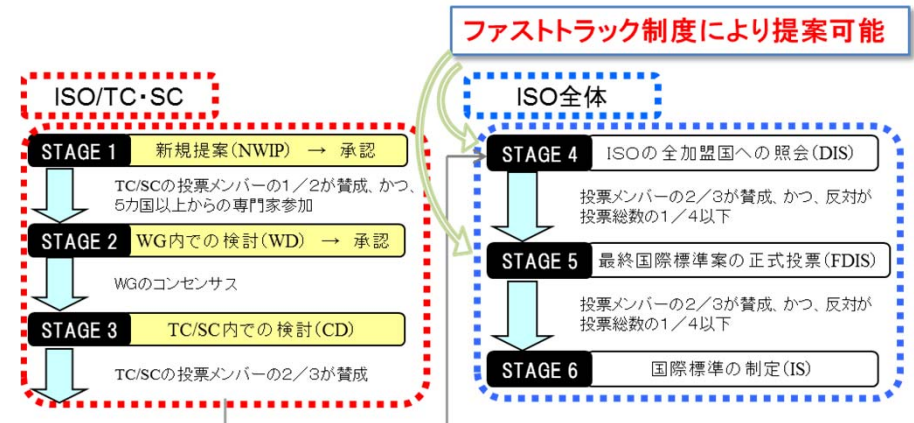 ファストトラック制度により提案可能
ISO/TC・SC
STAGE 1 新規提案(NWIP) → 承認
TC/SCの投票メンバーの1／2が賛成、かつ、
5カ国以上からの専門家参加
STAGE 2 WG内での検討(WD) → 承認
WGのコンセンサス
STAGE 3 TC/SC内での検討(CD)
TC/SCの投票メンバーの2／3が賛成
ISO全体
STAGE 4 ISOの全加盟国への照会(DIS)
投票メンバーの2／3が賛成、かつ、反対が
投票総数の1／4以下
STAGE 5 最終国際標準案の正式投票(FDIS)
投票メンバーの2／3が賛成、かつ、反対が
投票総数の1／4以下
STAGE 6 国際標準の制定(IS)